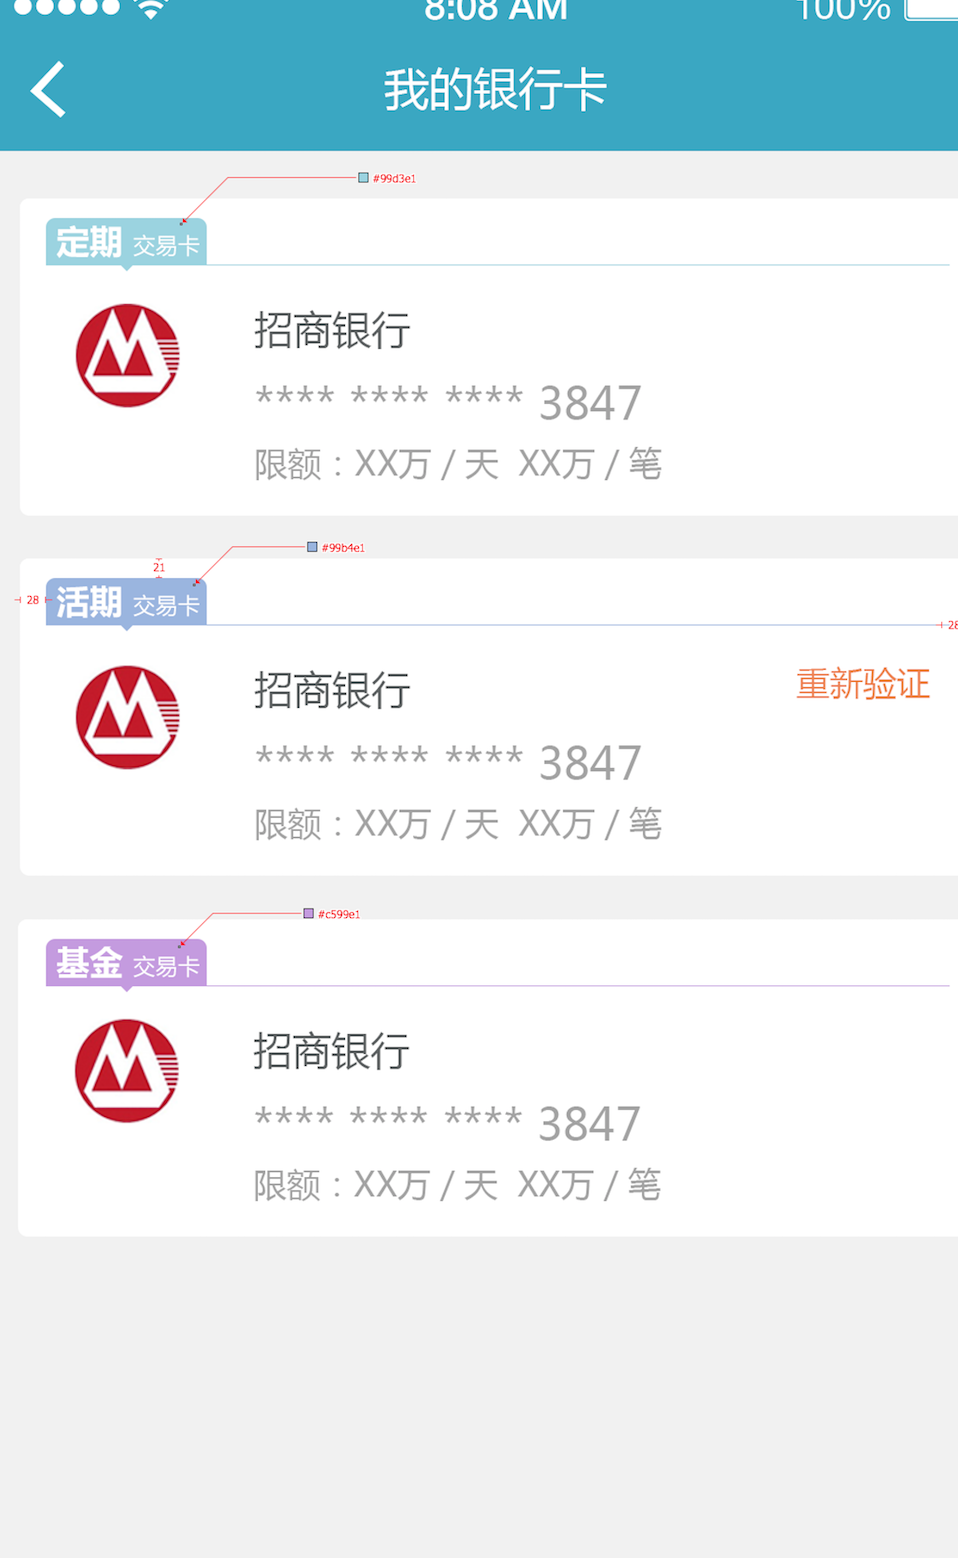 8:08 AM 100%
我的银行卡
#99d3e1
定期 交易卡
招商银行
**** **** **** 3847
限额：XX万 / 天 XX万 / 笔
#99b4e1
21
28
活期 交易卡
28
招商银行
重新验证
**** **** **** 3847
限额：XX万 / 天 XX万 / 笔
#c599e1
基金 交易卡
招商银行
**** **** **** 3847
限额：XX万 / 天 XX万 / 笔